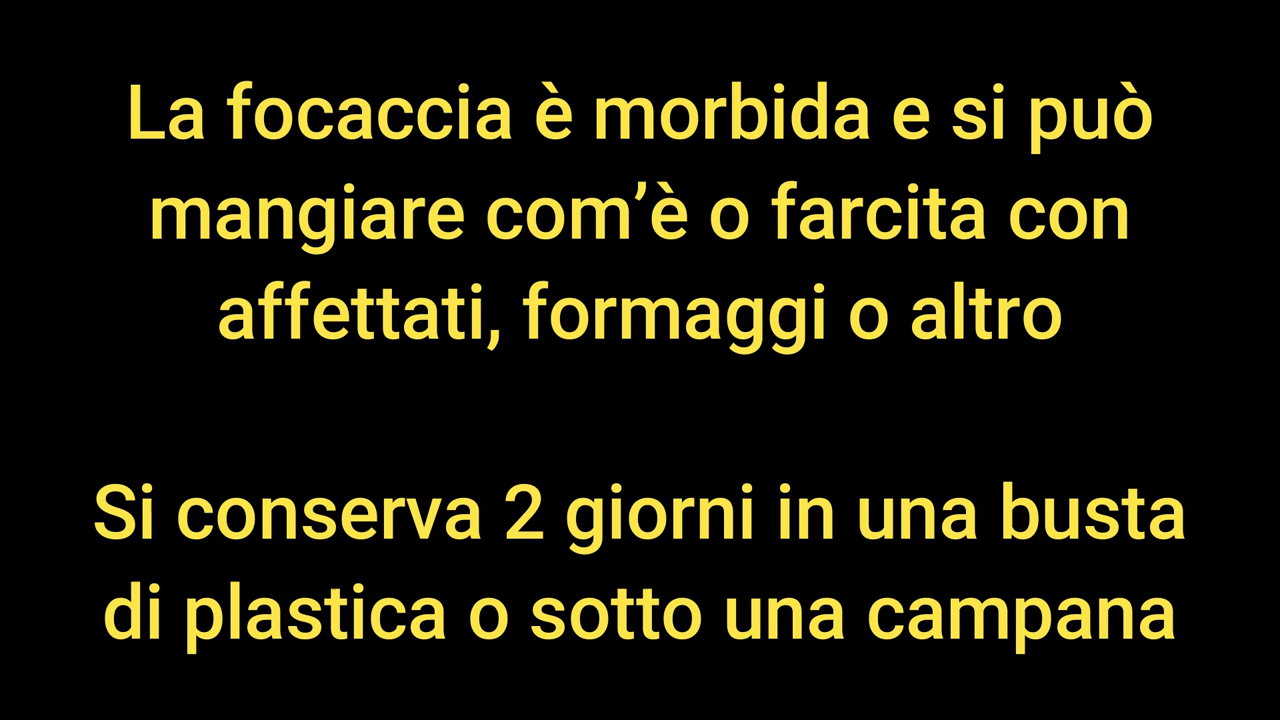 La focaccia è morbida e si può
mangiare com’è o farcita con
affettati, formaggi o altro
Si conserva 2 giorni in una busta
di plastica o sotto una campana